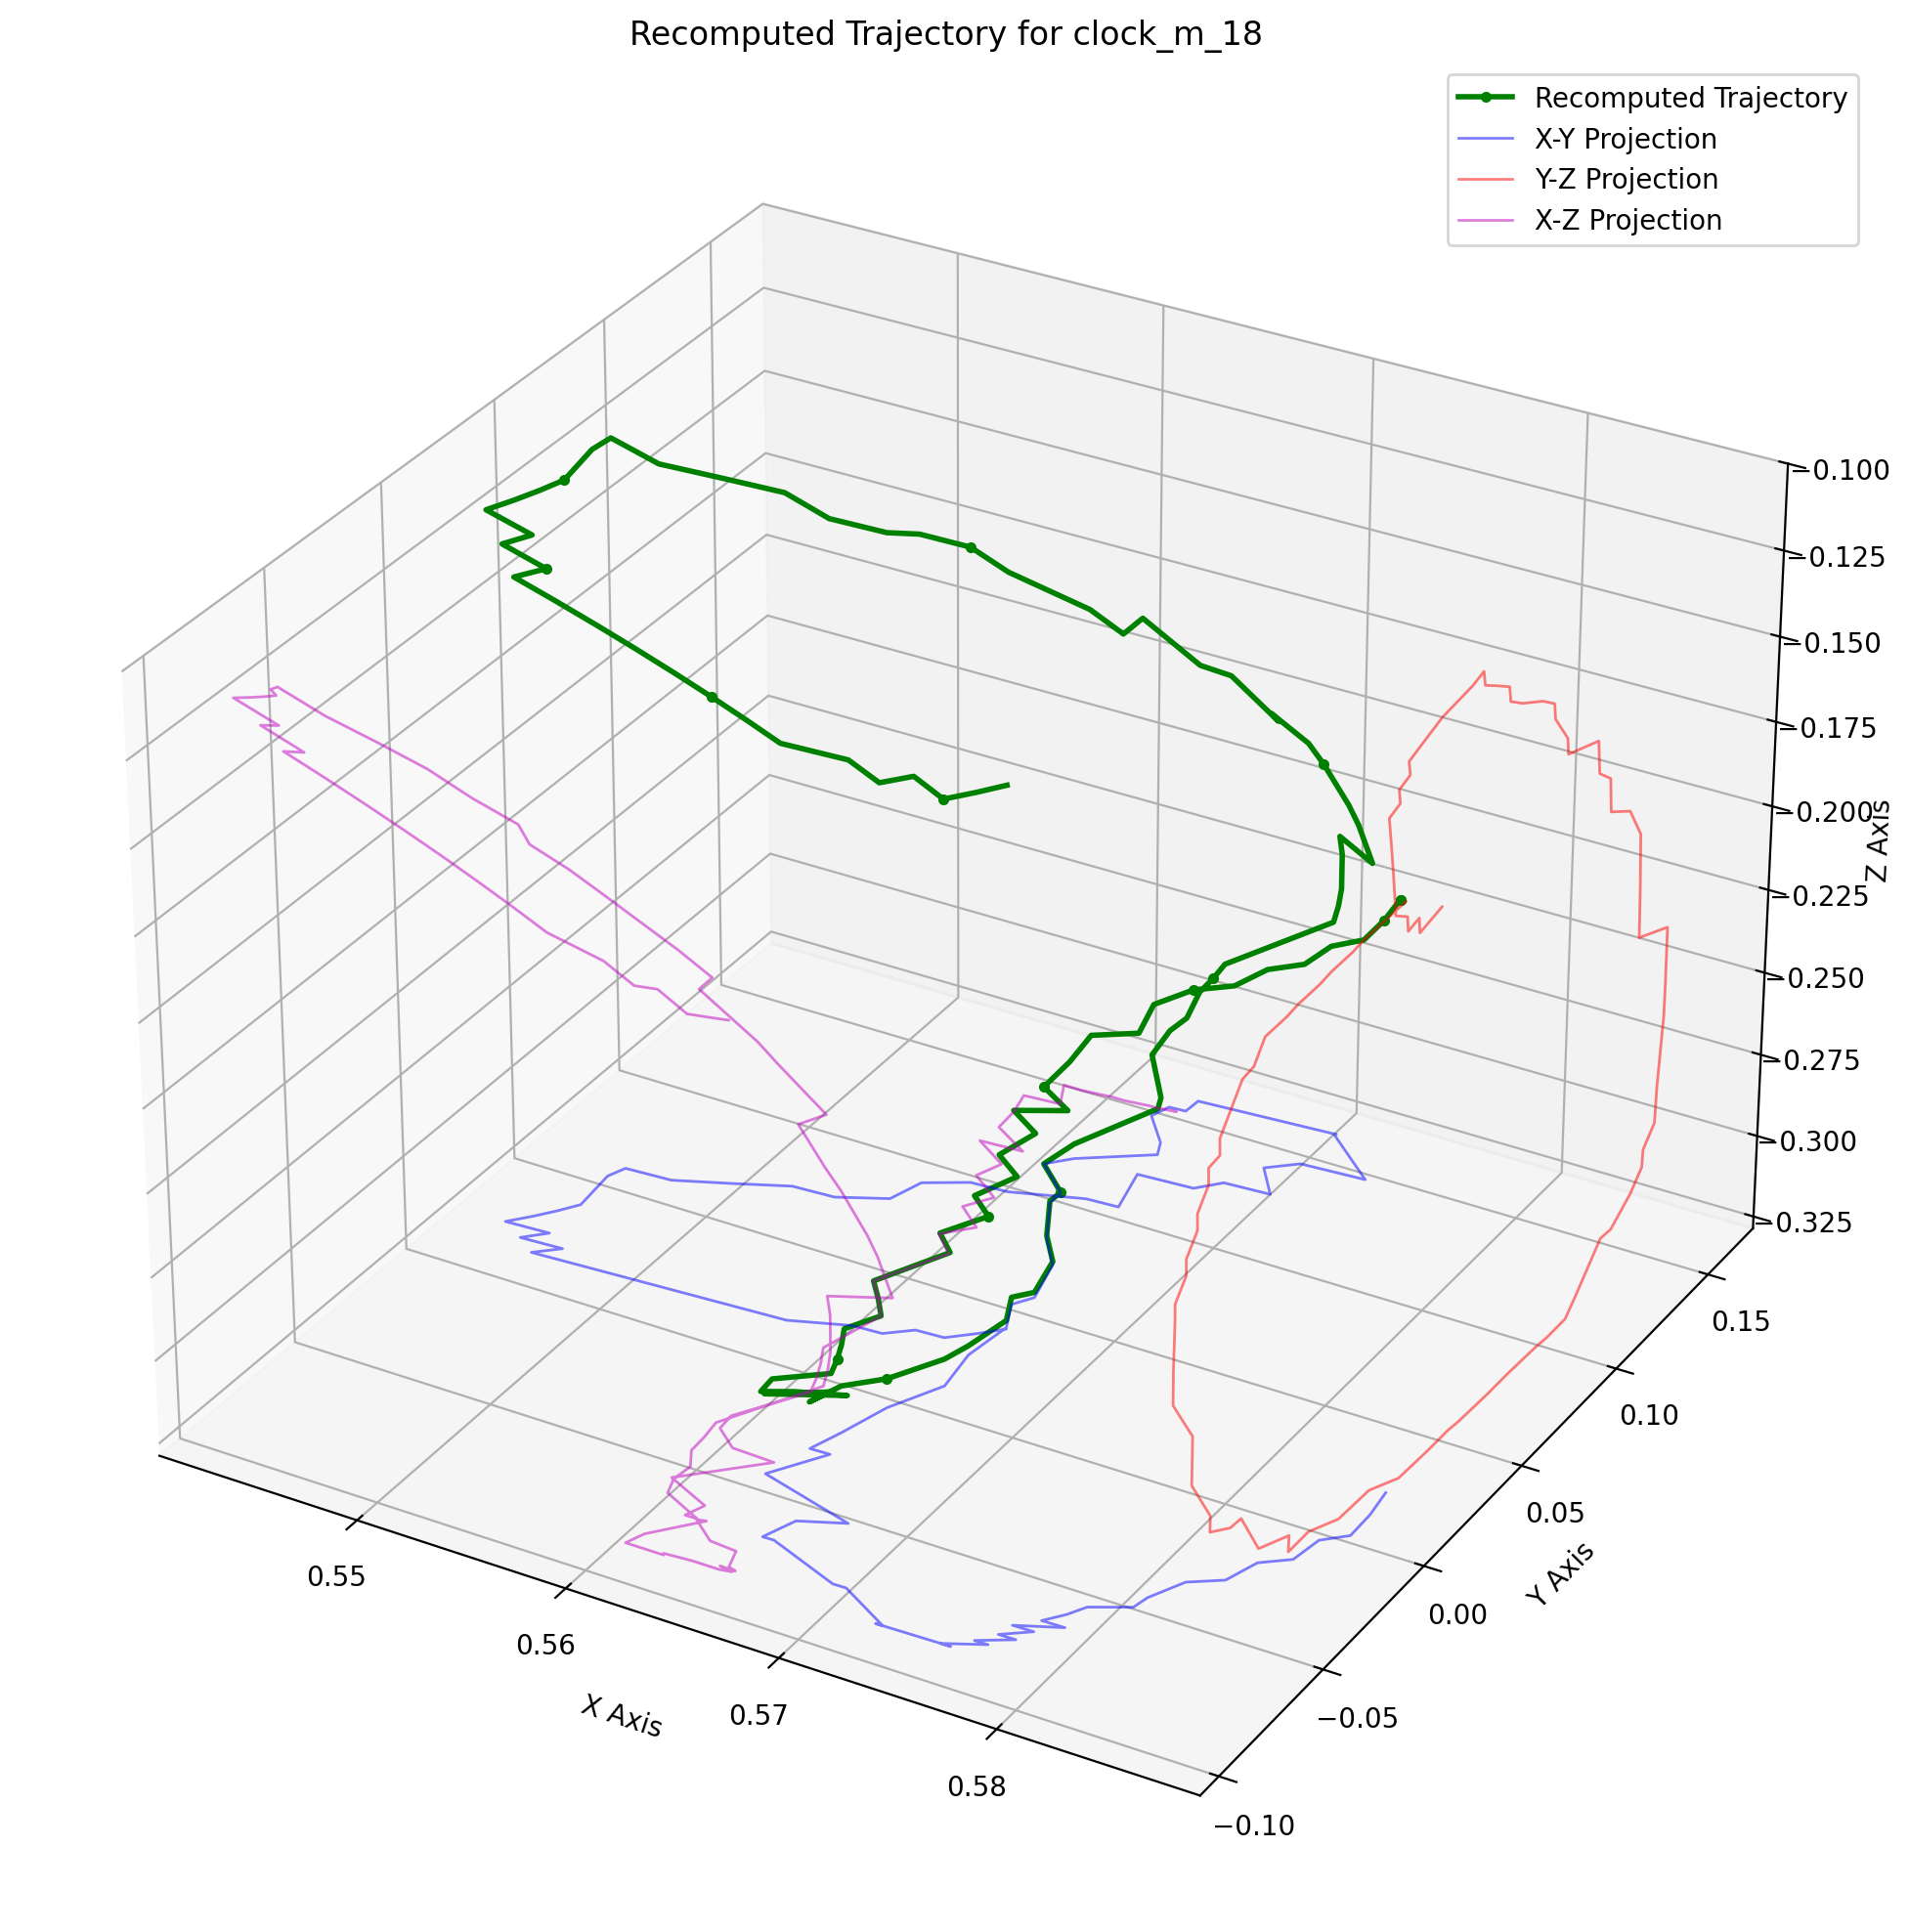 Recomputed Trajectory for clock_m_18
Recomputed Trajectory
X-Y Projection
Y-Z Projection
X-Z Projection
−0.100
−0.125
−0.150
−0.175
−0.200
−0.225
−0.250
−0.275
−0.300
−0.325
Z Axis
0.15
0.10
0.05
0.00
−0.05
−0.10
Y Axis
0.55
0.56
0.57
0.58
X Axis